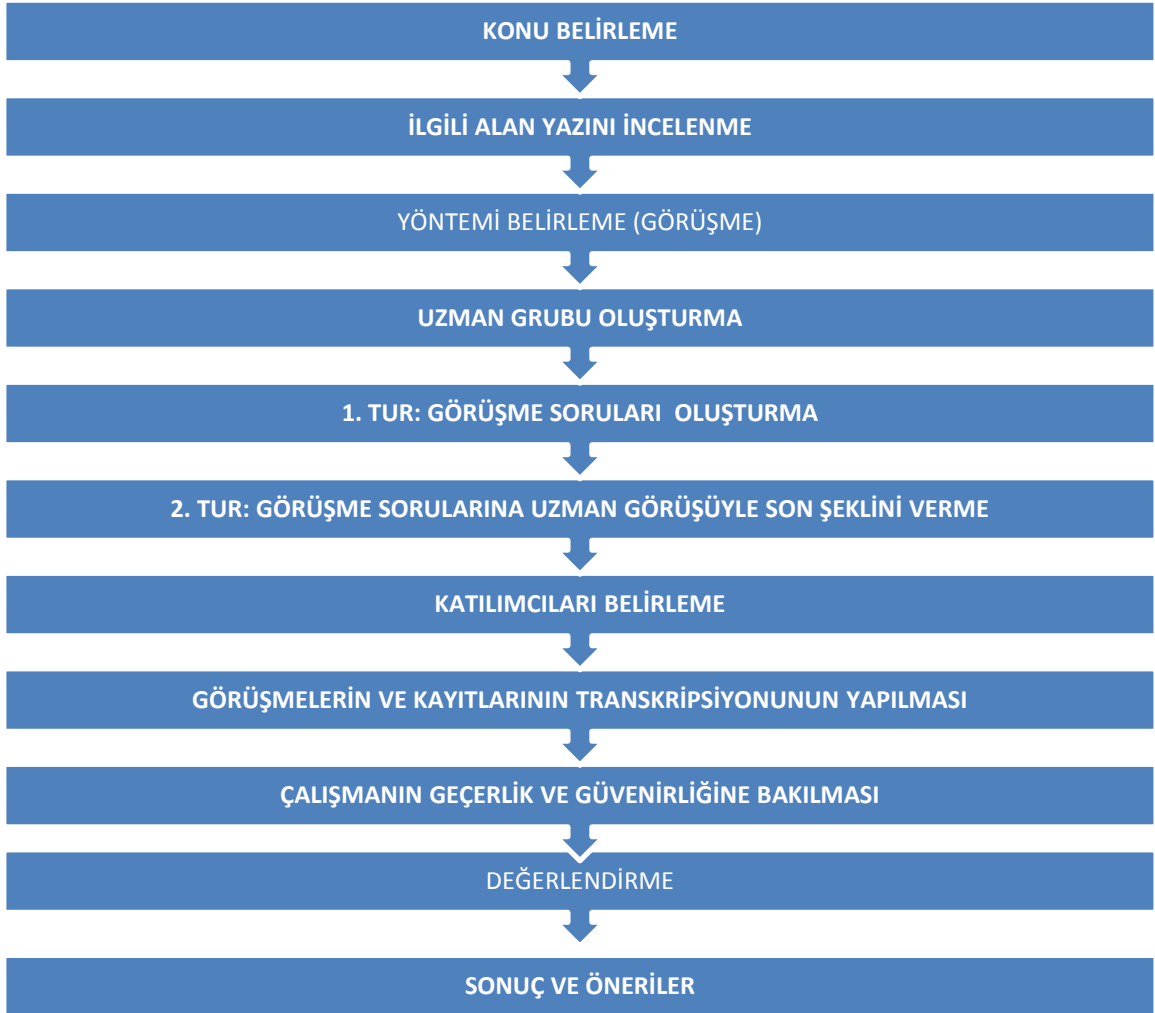 KONU BELİRLEME
İLGİLİ ALAN YAZINI İNCELENME
YÖNTEMİ BELİRLEME (GÖRÜŞME)
UZMAN GRUBU OLUŞTURMA
1. TUR: GÖRÜŞME SORULARI OLUŞTURMA
2. TUR: GÖRÜŞME SORULARINA UZMAN GÖRÜŞÜYLE SON ŞEKLİNİ VERME
KATILIMCILARI BELİRLEME
GÖRÜŞMELERİN VE KAYITLARININ TRANSKRİPSİYONUNUN YAPILMASI
ÇALIŞMANIN GEÇERLİK VE GÜVENİRLİĞİNE BAKILMASI
DEĞERLENDİRME
SONUÇ VE ÖNERİLER